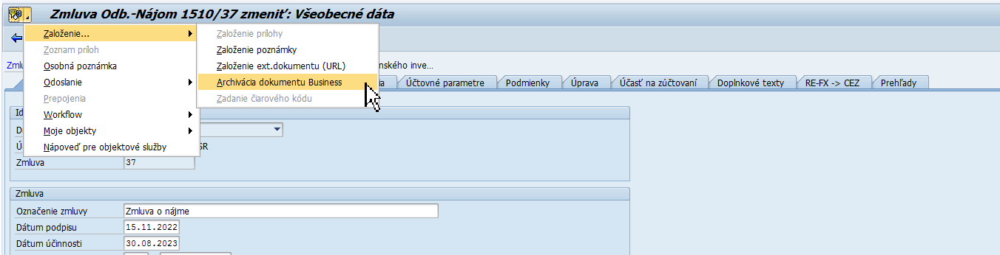 Zmluva Odb.-Nájom 1510/37 zmeniť: Všeobecné dáta
Založenie...
Zoznam príloh
Osobná poznámka
Odoslanie
Prepojenia
Workflow
Moje objekty
Nápoveď pre objektové služby
Založenie prílohy
Založenie poznámky
Založenie ext.dokumentu (URL)
Archivácia dokumentu Business
Zadanie čiarového kódu
nského inve...
Účtovné parametre
Podmienky
Úprava
Účasť na zúčtovaní
Doplnkové texty
RE-FX -> CEZ
Prehľady
SR
Zmluva 37
Zmluva
Označenie zmluvy Zmluva o nájme
Dátum podpisu 15.11.2022
Dátum účinnosti 30.08.2023